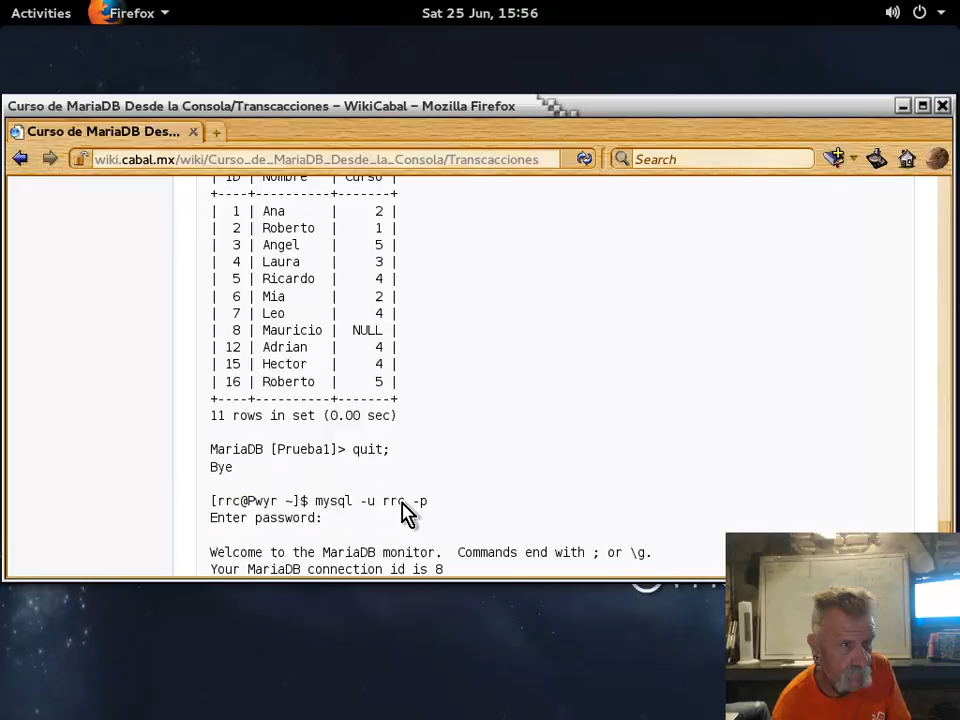 Activities Firefox Sat 25 Jun, 15:56
Curso de MariaDB Desde la Consola/Transcacciones – WikiCabal – Mozilla Firefox
Curso de MariaDB Des... × +
wiki.cabal.mx/wiki/Curso_de_MariaDB_Desde_la_Consola/Transcacciones Search
| ID | Nombre | Curso |
+----+----------+-------+
| 1 | Ana | 2 |
| 2 | Roberto | 1 |
| 3 | Angel | 5 |
| 4 | Laura | 3 |
| 5 | Ricardo | 4 |
| 6 | Mia | 2 |
| 7 | Leo | 4 |
| 8 | Mauricio | NULL |
| 12 | Adrian | 4 |
| 15 | Hector | 4 |
| 16 | Roberto | 5 |
+----+----------+-------+
11 rows in set (0.00 sec)
MariaDB [Prueba1]> quit;
Bye
[rrc@Pwyr ~]$ mysql -u rrc -p
Enter password:
Welcome to the MariaDB monitor. Commands end with ; or \g.
Your MariaDB connection id is 8